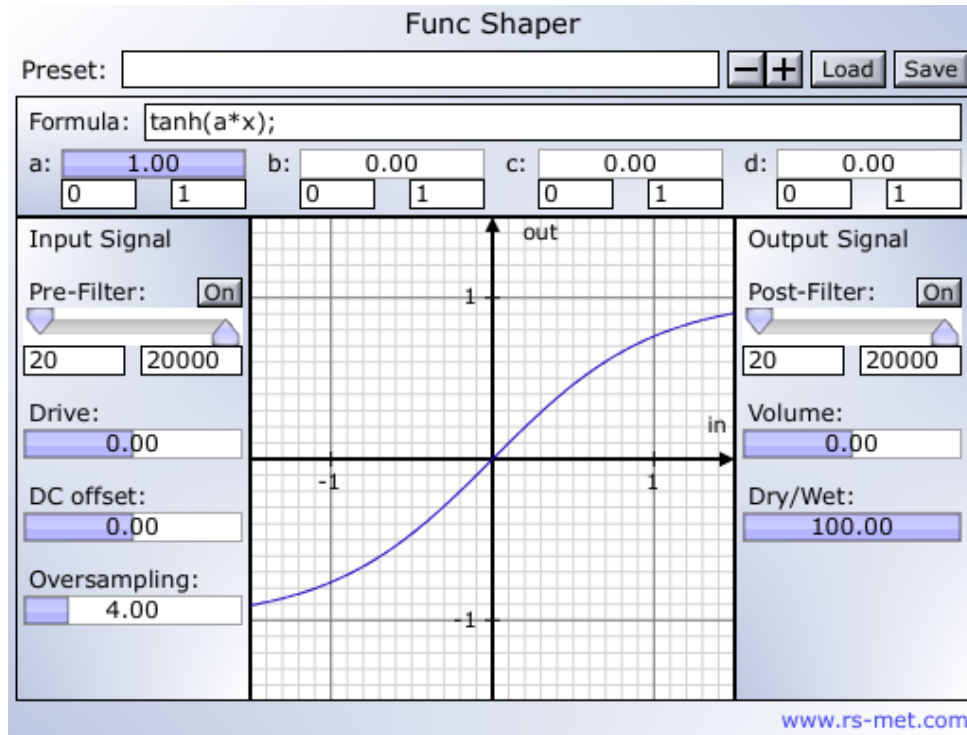 Func Shaper
Preset: − + Load Save
Formula: tanh(a*x);
a: 1.00 b: 0.00 c: 0.00 d: 0.00
0 1 0 1 0 1 0 1
Input Signal
Pre-Filter: On
20 20000
Drive:
0.00
DC offset:
0.00
Oversampling:
4.00
out
1
in
-1 1
-1
Output Signal
Post-Filter: On
20 20000
Volume:
0.00
Dry/Wet:
100.00
www.rs-met.com